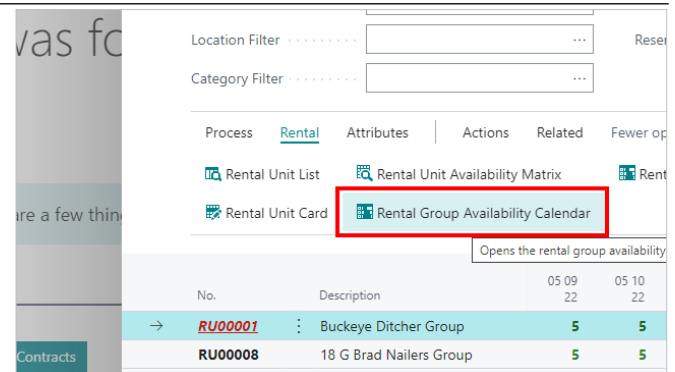 vas fo
Location Filter
Reser
Category Filter
Process Rental Attributes Actions Related Fewer op
Rental Unit List Rental Unit Availability Matrix Rent
Rental Unit Card Rental Group Availability Calendar
are a few thin
Opens the rental group availability
No. Description 05 09 22 05 10 22
RU00001 Buckeye Ditcher Group 5 5
RU00008 18 G Brad Nailers Group 5 5
Contracts